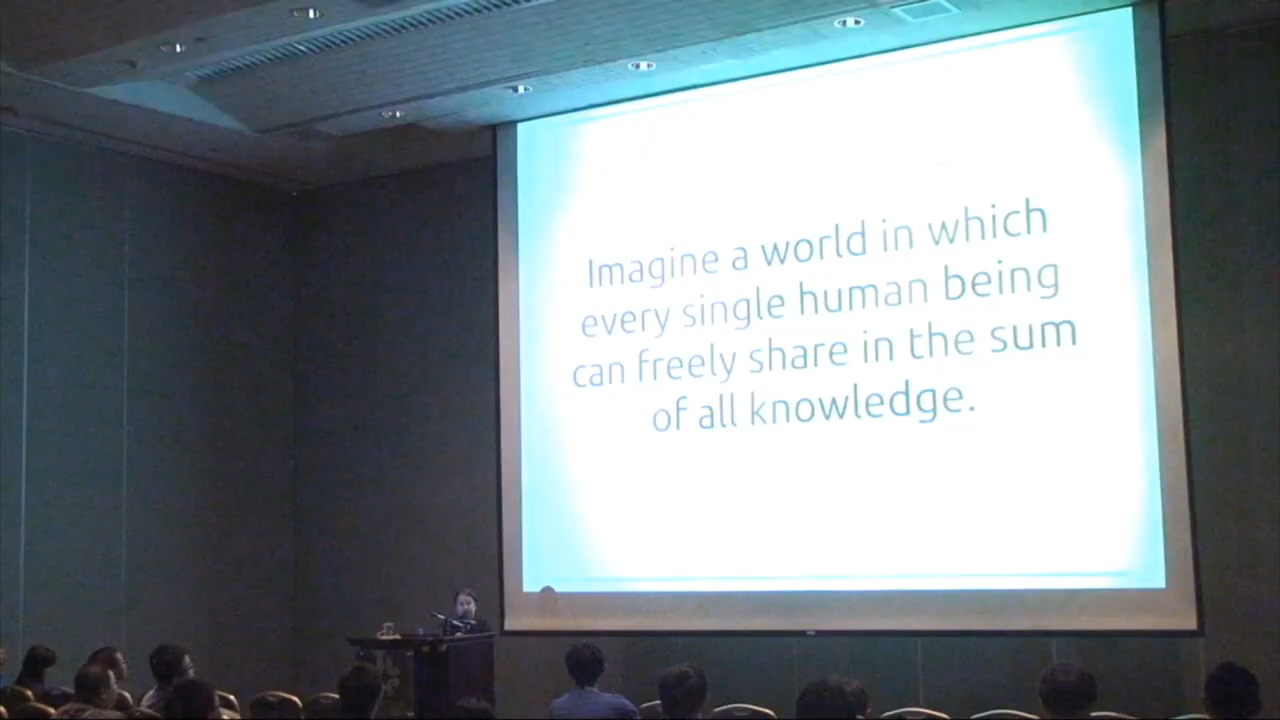 Imagine a world in which
every single human being
can freely share in the sum
of all knowledge.